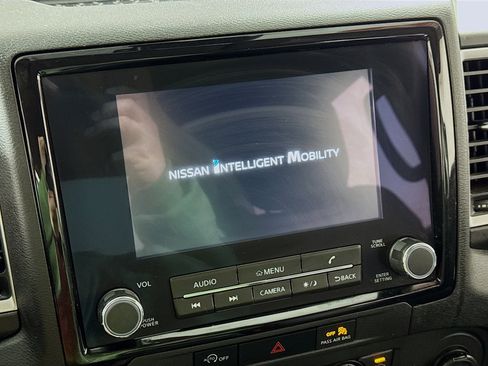 NISSAN INTELLIGENT MOBILITY
TUNE
SCROLL
VOL
AUDIO
MENU
ENTER
SETTING
CAMERA
BACK
PUSH
POWER
OFF
OFF
PASS AIR BAG